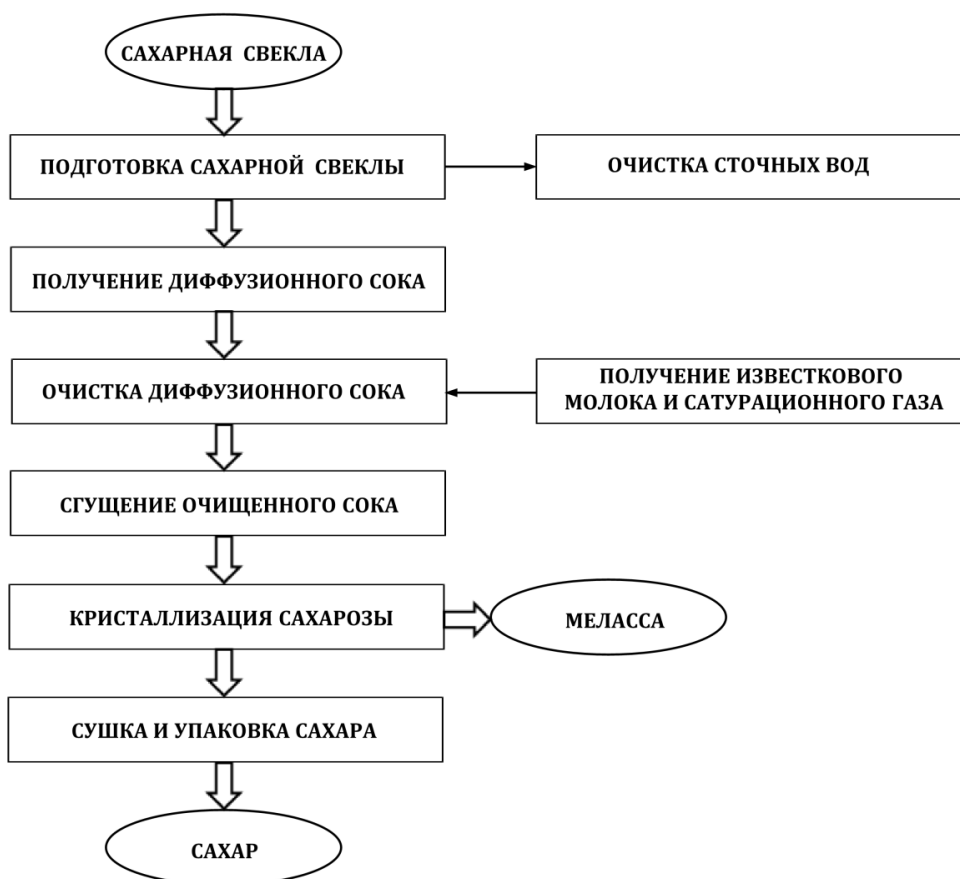 САХАРНАЯ СВЕКЛА
ПОДГОТОВКА САХАРНОЙ СВЕКЛЫ
ОЧИСТКА СТОЧНЫХ ВОД
ПОЛУЧЕНИЕ ДИФФУЗИОННОГО СОКА
ОЧИСТКА ДИФФУЗИОННОГО СОКА
ПОЛУЧЕНИЕ ИЗВЕСТКОВОГО
МОЛОКА И САТУРАЦИОННОГО ГАЗА
СГУЩЕНИЕ ОЧИЩЕННОГО СОКА
КРИСТАЛЛИЗАЦИЯ САХАРОЗЫ
МЕЛАССА
СУШКА И УПАКОВКА САХАРА
САХАР